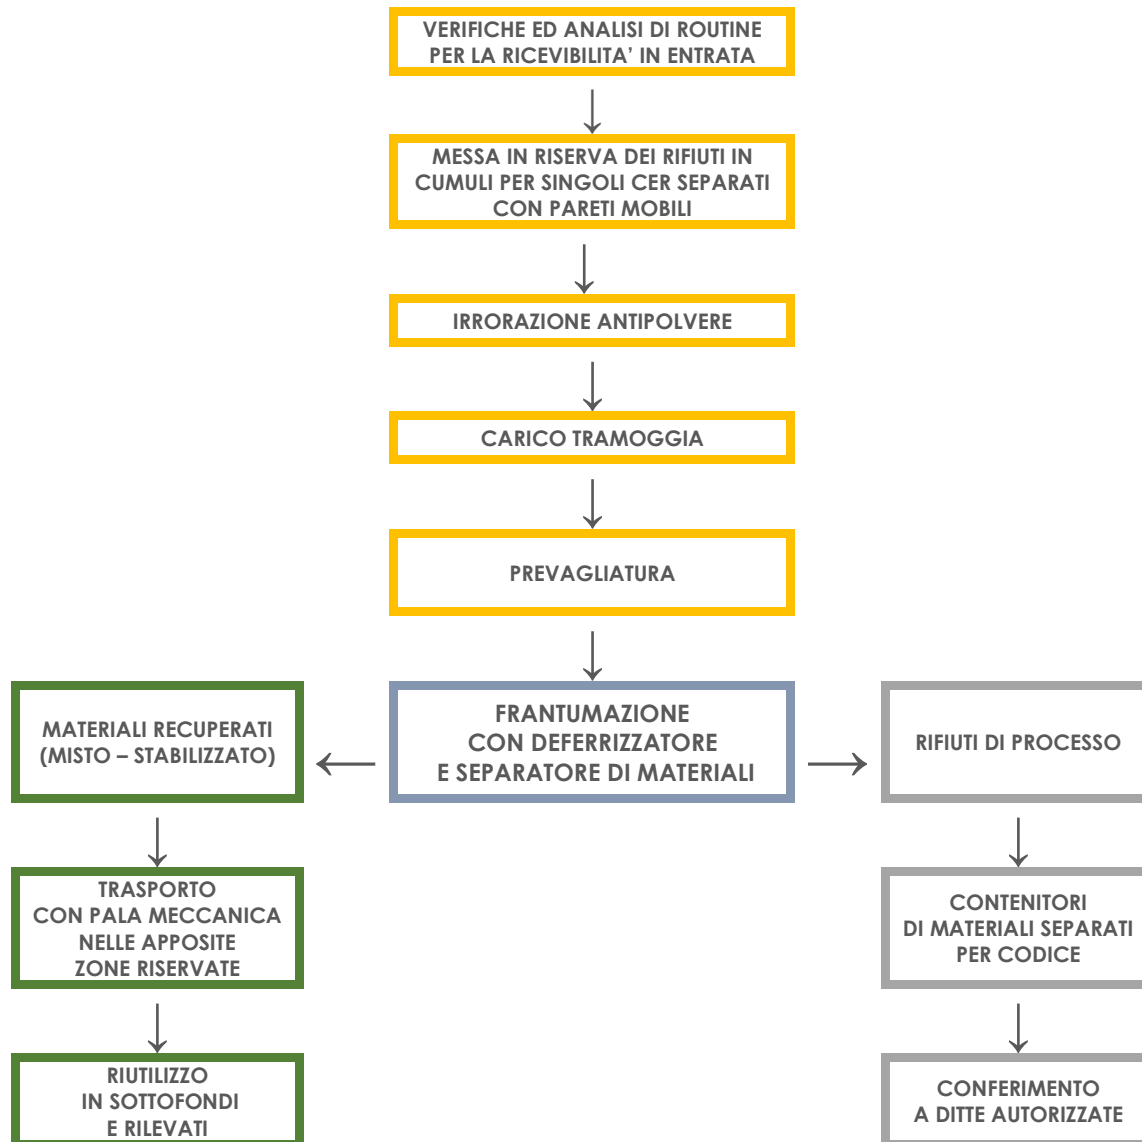 VERIFICHE ED ANALISI DI ROUTINE
PER LA RICEVIBILITA’ IN ENTRATA
MESSA IN RISERVA DEI RIFIUTI IN
CUMULI PER SINGOLI CER SEPARATI
CON PARETI MOBILI
IRRORAZIONE ANTIPOLVERE
CARICO TRAMOGGIA
PREVAGLIATURA
FRANTUMAZIONE
CON DEFERRIZZATORE
E SEPARATORE DI MATERIALI
MATERIALI RECUPERATI
(MISTO – STABILIZZATO)
TRASPORTO
CON PALA MECCANICA
NELLE APPOSITE
ZONE RISERVATE
RIUTILIZZO
IN SOTTOFONDI
E RILEVATI
RIFIUTI DI PROCESSO
CONTENITORI
DI MATERIALI SEPARATI
PER CODICE
CONFERIMENTO
A DITTE AUTORIZZATE